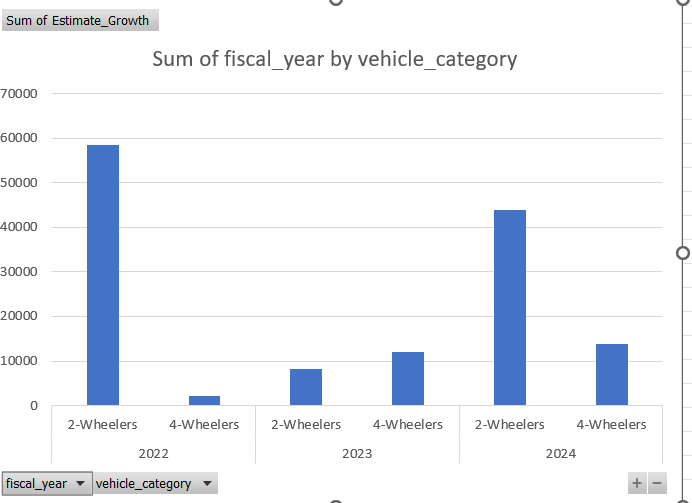 Sum of Estimate_Growth
Sum of fiscal_year by vehicle_category
70000
60000
50000
40000
30000
20000
10000
0
2-Wheelers 4-Wheelers 2-Wheelers 4-Wheelers 2-Wheelers 4-Wheelers
2022 2023 2024
fiscal_year vehicle_category + −